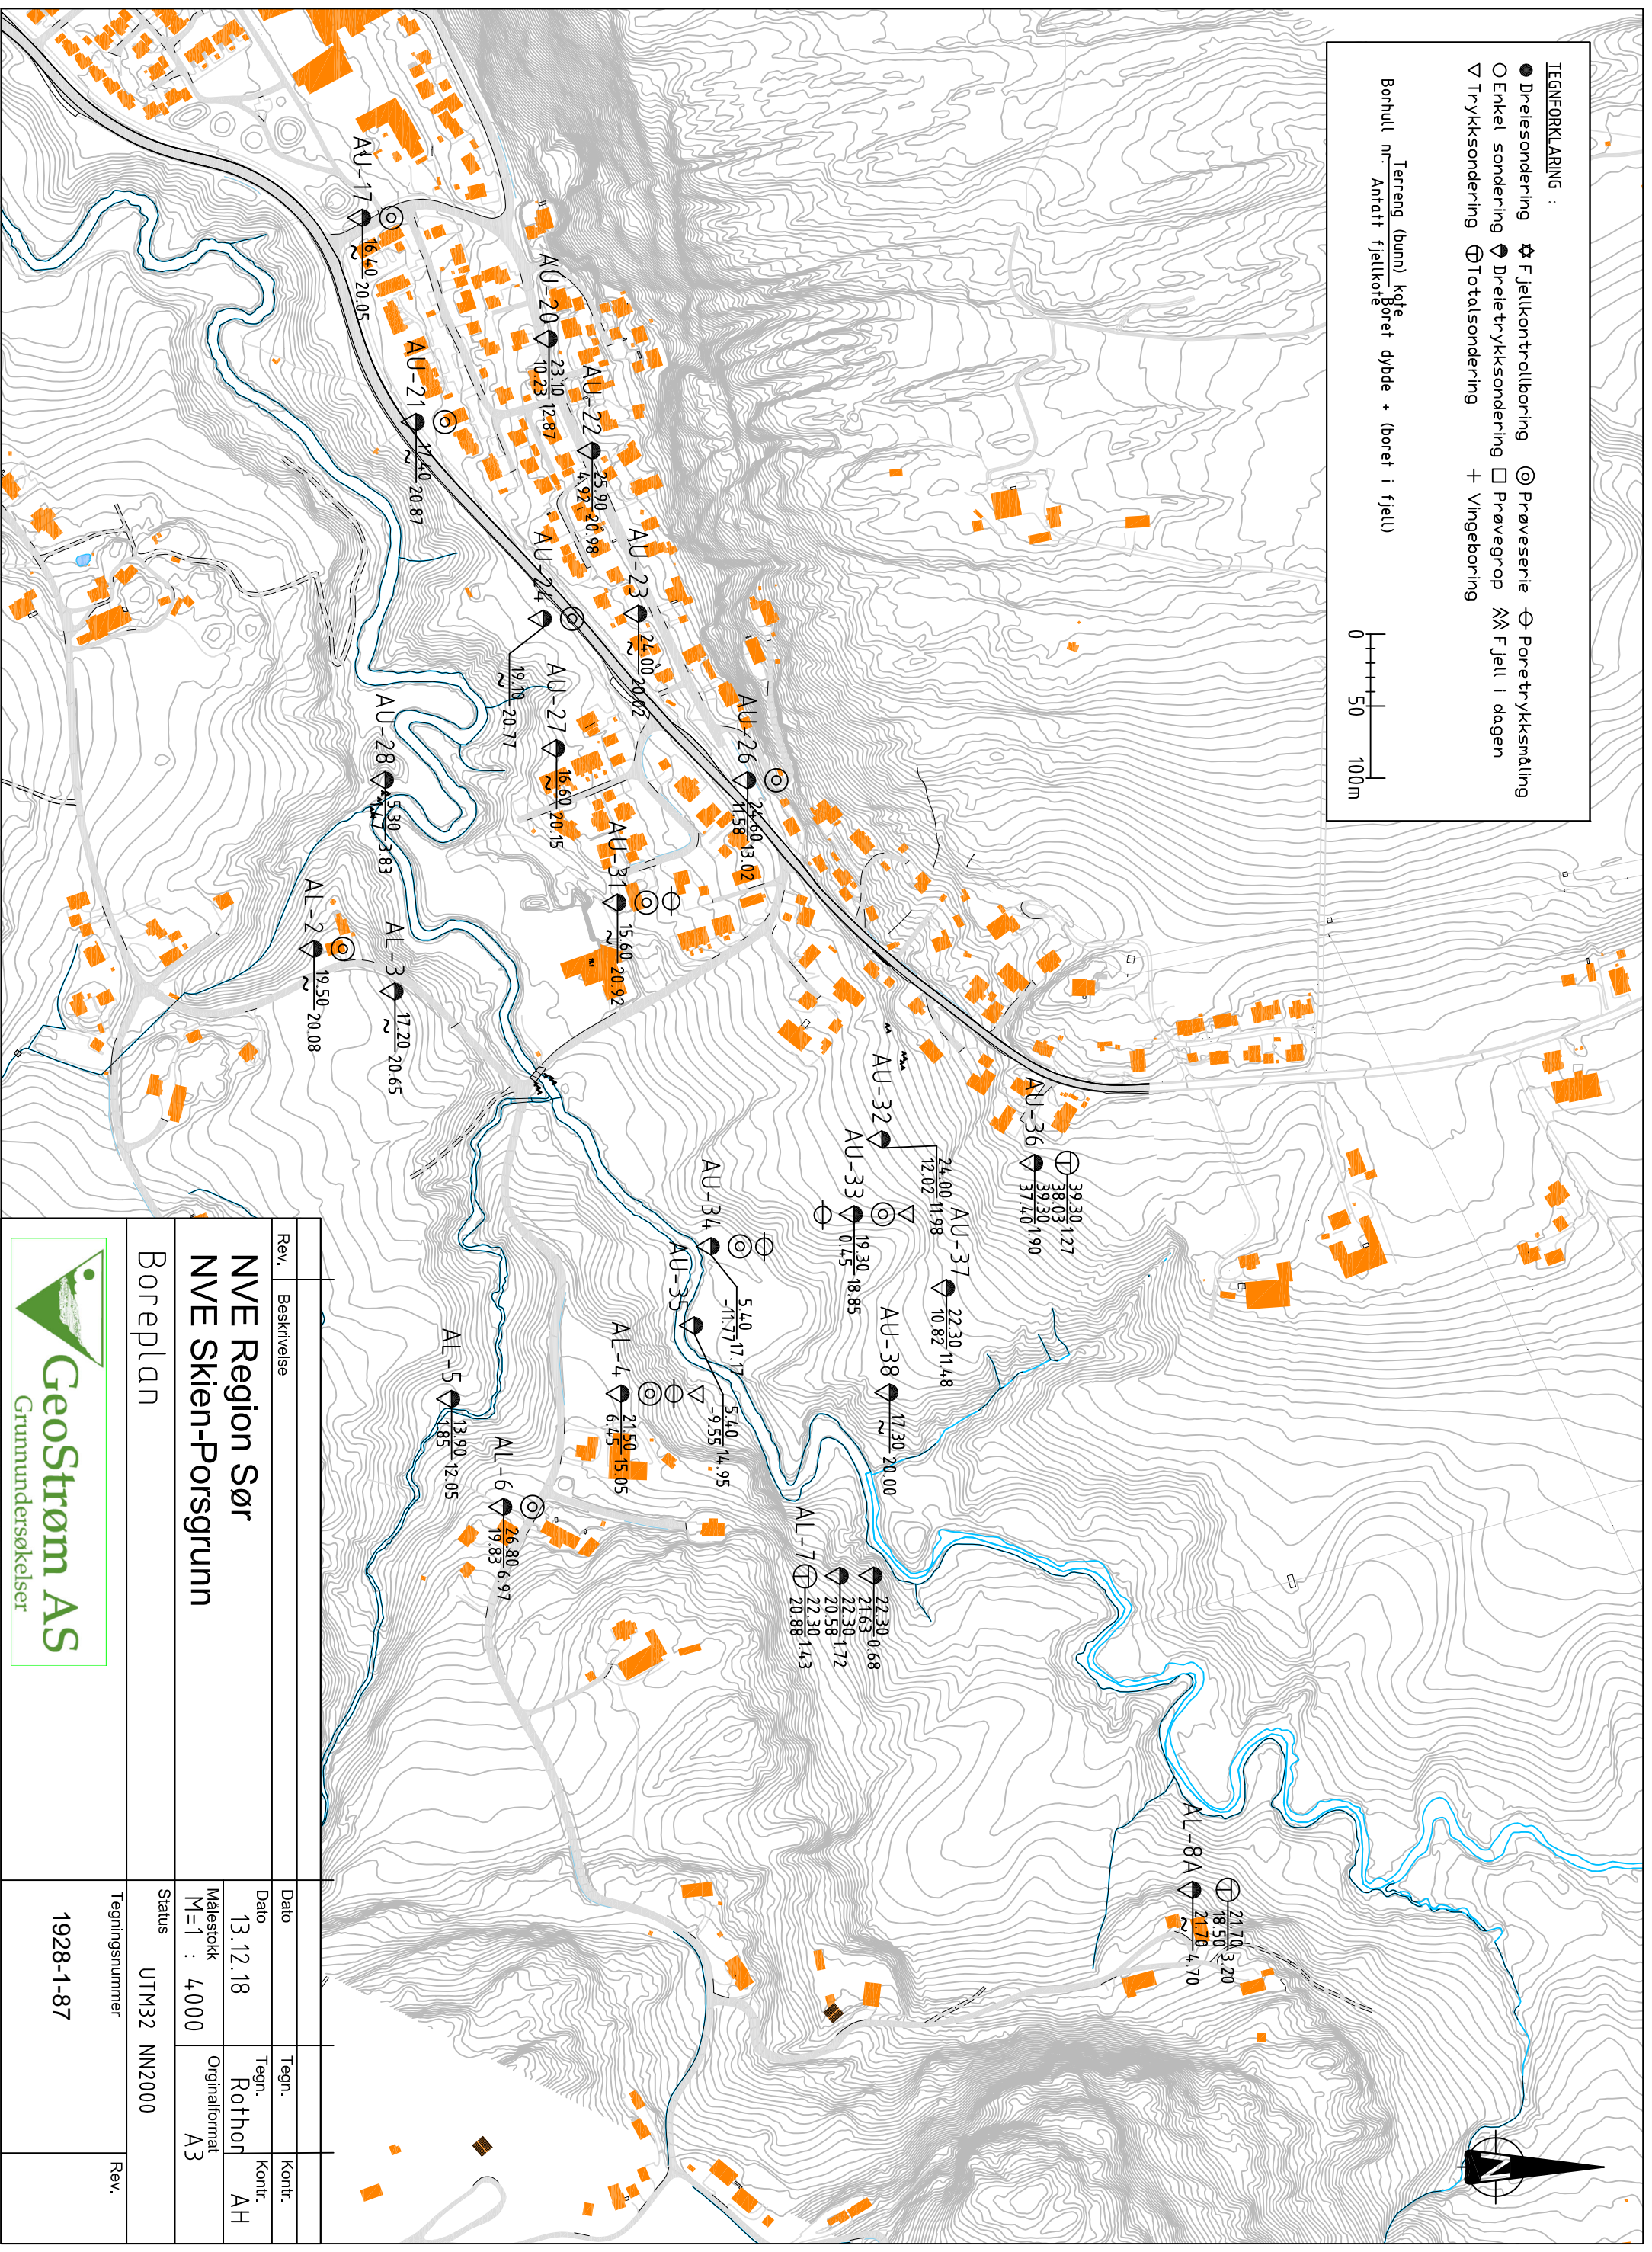 TEGNFORKLARING :
● Dreiesondering ✡ Fjellkontrollboring ◎ Prøveserie ⊖ Poretrykksmåling
○ Enkel sondering Dreietrykksondering □ Prøvegrop Fjell i dagen
▽ Trykksondering Totalsondering + Vingeboring
Terreng (bunn) kote
Borhull nr. Boret dybde + (boret i fjell)
Antatt fjellkote
0 50 100m
AU-36
39.30
38.03 1.27
39.30
37.40 1.90
AL-8A
21.70
18.50 3.20
21.70
~ 4.70
AU-32
24.00
12.02 11.98
AU-37
22.30
10.82 11.48
AU-38
17.30
~ 20.00
AU-33
19.30
0.45 18.85
AL-7
22.30
21.63 0.68
22.30
20.58 1.72
22.30
20.88 1.43
AU-26
24.60
11.58 13.02
AU-34
5.40
-11.77 17.17
AU-35
5.40
-9.55 14.95
AU-23
24.00
~ 20.02
AU-31
15.60
~ 20.92
AL-4
21.50
6.45 15.05
AU-22
25.90
4.92 20.98
AU-20
23.10
10.23 12.87
AU-24
19.10
~ 20.77
AU-27
16.60
~ 20.15
AL-6
26.80
19.83 6.97
AL-5
13.90
1.85 12.05
AU-21
17.40
~ 20.87
AU-17
16.40
~ 20.05
AU-28
5.30
3.83
AL-3
17.20
~ 20.65
AL-2
19.50
~ 20.08
N
Rev. Beskrivelse Dato Tegn. Kontr.
NVE Region Sør
NVE Skien-Porsgrunn
Dato
13.12.18
Tegn.
Rothon
Kontr.
AH
Målestokk
M=1 : 4000
Orginalformat
A3
Boreplan
Status
UTM32 NN2000
GeoStrøm AS
Grunnundersøkelser
Tegningsnummer
1928-1-87
Rev.